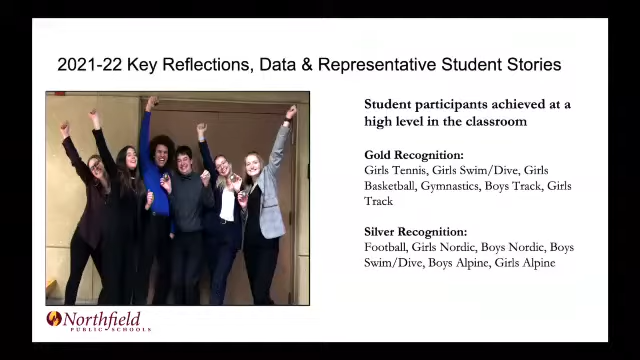 2021-22 Key Reflections, Data & Representative Student Stories
Student participants achieved at a
high level in the classroom
Gold Recognition:
Girls Tennis, Girls Swim/Dive, Girls
Basketball, Gymnastics, Boys Track, Girls
Track
Silver Recognition:
Football, Girls Nordic, Boys Nordic, Boys
Swim/Dive, Boys Alpine, Girls Alpine
Northfield
PUBLIC SCHOOLS